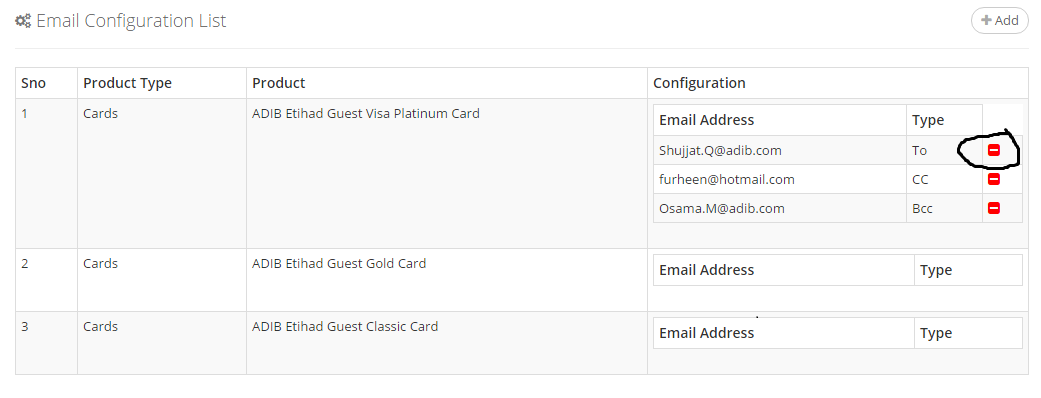 Email Configuration List
Add
Sno Product Type Product Configuration
1 Cards ADIB Etihad Guest Visa Platinum Card
Email Address Type
Shujjat.Q@adib.com To
furheen@hotmail.com CC
Osama.M@adib.com Bcc
2 Cards ADIB Etihad Guest Gold Card
Email Address Type
3 Cards ADIB Etihad Guest Classic Card
Email Address Type